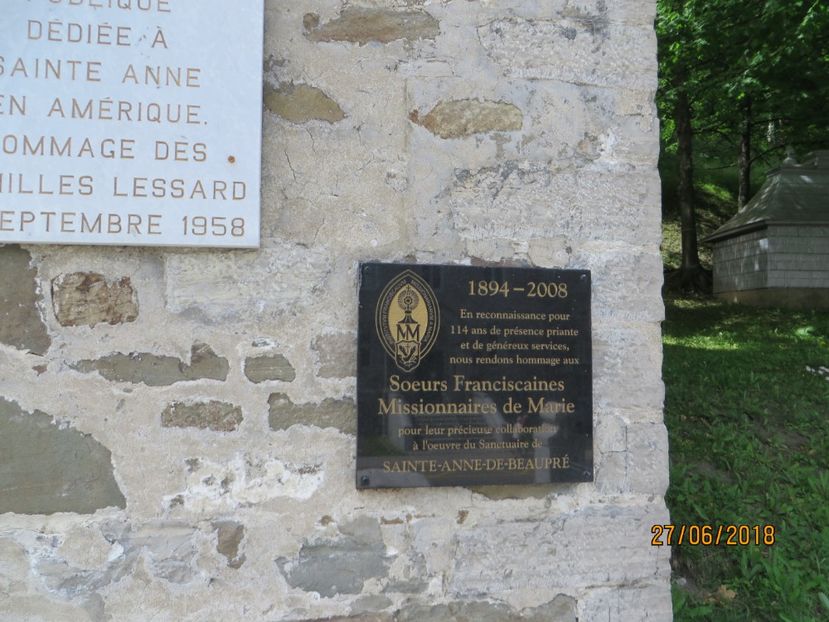 PUBLIQUE
DÉDIÉE À
SAINTE ANNE
EN AMÉRIQUE.
HOMMAGE DES
LESSARD
SEPTEMBRE 1958
1894–2008
En reconnaissance pour
114 ans de présence priante
et de généreux services,
nous rendons hommage aux
Soeurs Franciscaines
Missionnaires de Marie
pour leur précieuse collaboration
à l'oeuvre du Sanctuaire de
SAINTE-ANNE-DE-BEAUPRÉ
27/06/2018